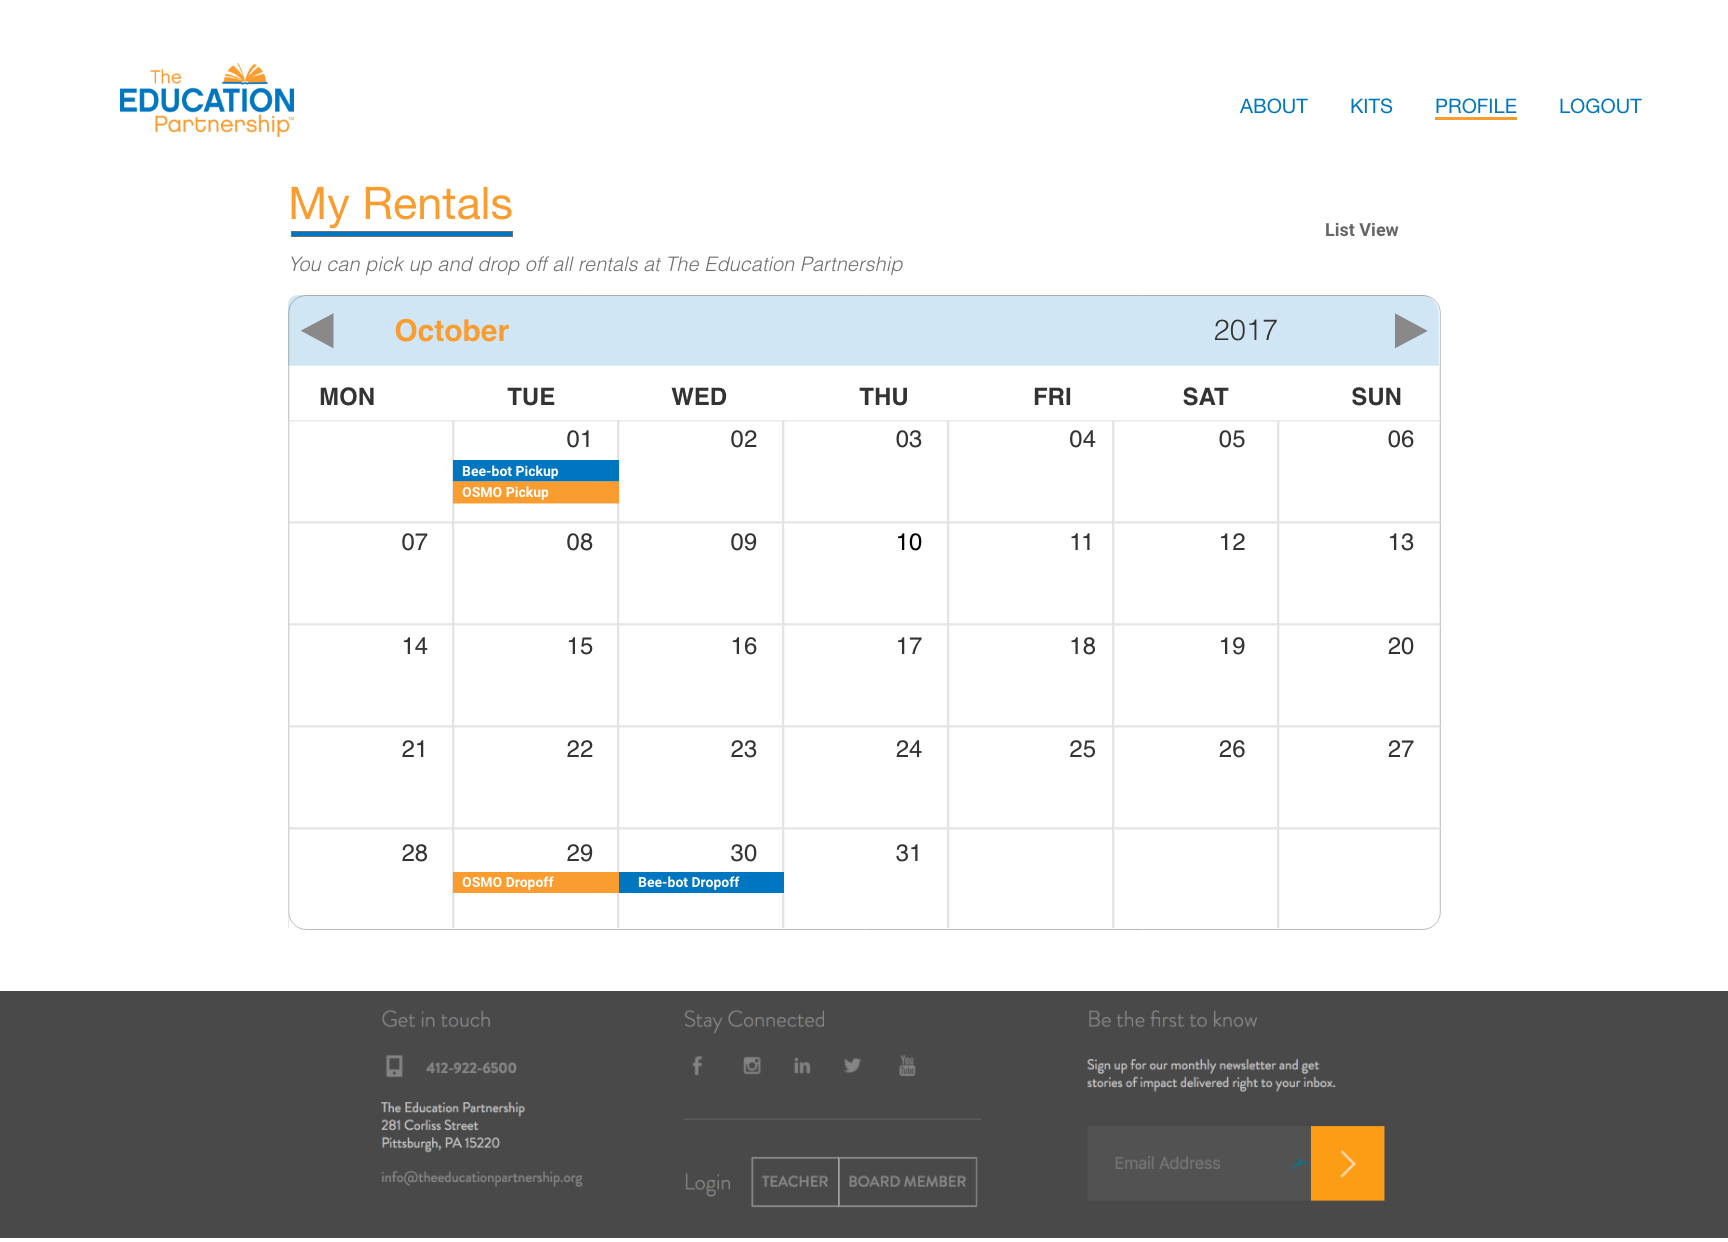 The
EDUCATION
Partnership™
ABOUT KITS PROFILE LOGOUT
My Rentals
List View
You can pick up and drop off all rentals at The Education Partnership
October 2017
MON TUE WED THU FRI SAT SUN
01 02 03 04 05 06
Bee-bot Pickup
OSMO Pickup
07 08 09 10 11 12 13
14 15 16 17 18 19 20
21 22 23 24 25 26 27
28 29 30 31
OSMO Dropoff Bee-bot Dropoff
Get in touch
412-922-6500
The Education Partnership
281 Corliss Street
Pittsburgh, PA 15220
info@theeducationpartnership.org
Stay Connected
f in You Tube
Login TEACHER BOARD MEMBER
Be the first to know
Sign up for our monthly newsletter and get
stories of impact delivered right to your inbox.
Email Address